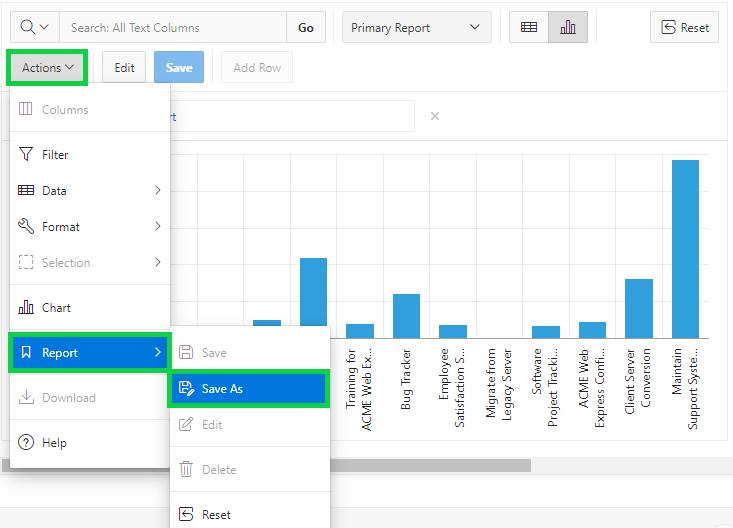 Search: All Text Columns
Go
Primary Report
Reset
Actions
Edit
Save
Add Row
Columns
Filter
Data
Format
Selection
Chart
Report
Download
Help
Save
Save As
Edit
Delete
Reset
Training for
ACME Web Ex...
Bug Tracker
Employee
Satisfaction S...
Migrate from
Legacy Server
Software
Project Tracki...
ACME Web
Express Confi...
Client Server
Conversion
Maintain
Support Syste...